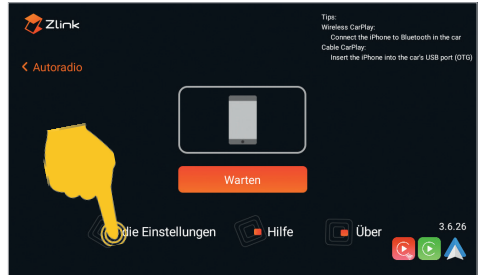 Zlink
Tips:
Wireless CarPlay:
Connect the iPhone to Bluetooth in the car
Cable CarPlay:
Insert the iPhone into the car's USB port (OTG)
Autoradio
Warten
die Einstellungen
Hilfe
Über
3.6.26